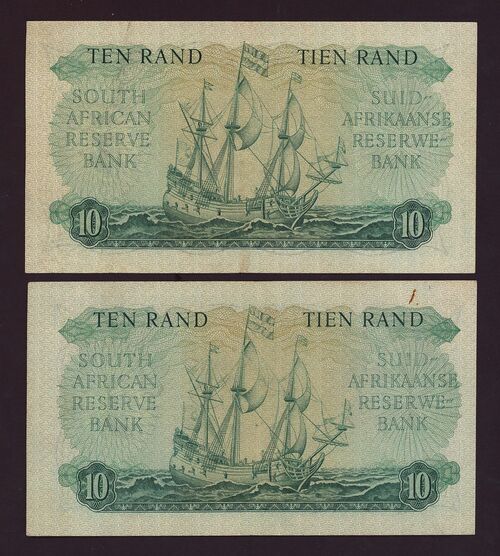 TEN RAND TIEN RAND
SOUTH SUID-
AFRICAN AFRIKAANSE
RESERVE RESERWE-
BANK BANK
10 10
TEN RAND TIEN RAND
SOUTH SUID-
AFRICAN AFRIKAANSE
RESERVE RESERWE-
BANK BANK
10 10